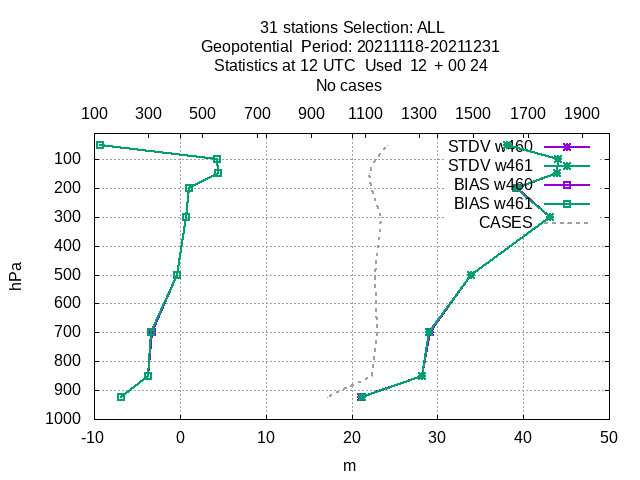 31 stations Selection: ALL
Geopotential  Period: 20211118-20211231
Statistics at 12 UTC  Used  12  + 00 24
No cases
100 300 500 700 900 1100 1300 1500 1700 1900
STDV w460
STDV w461
BIAS w460
BIAS w461
CASES
100
200
300
400
500
600
700
800
900
1000
hPa
-10 0 10 20 30 40 50
m